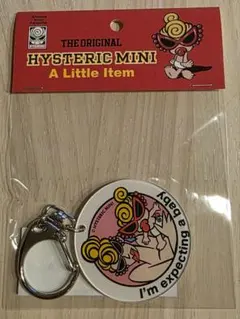 THE ORIGINAL
HYSTERIC MINI
A Little Item
I'm expecting a baby